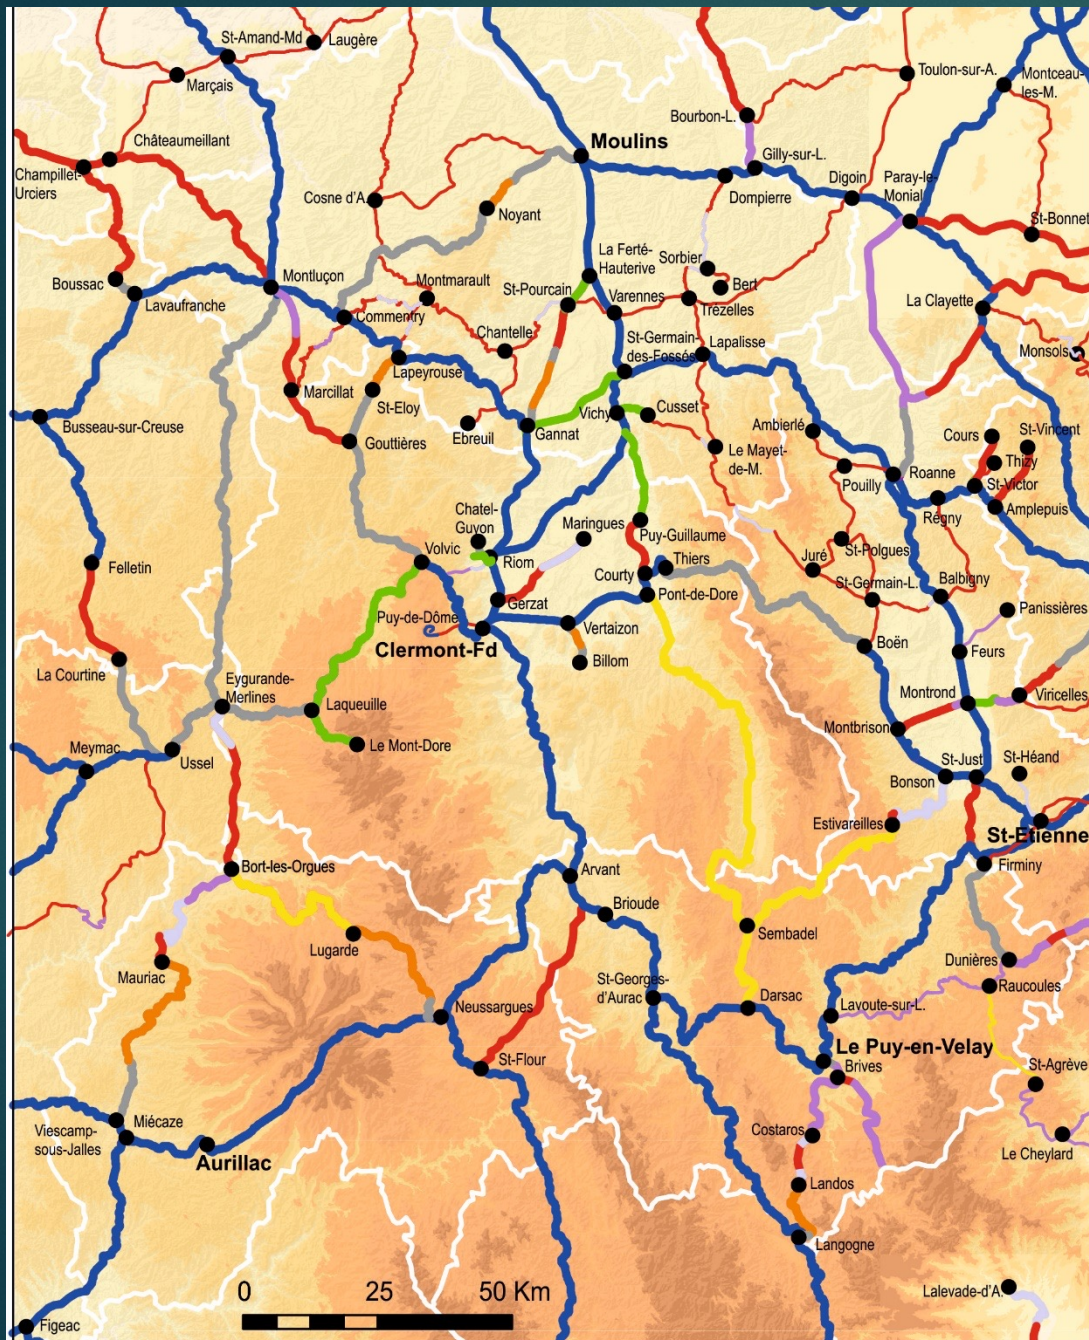 St-Amand-Md
Laugère
Marçais
Toulon-sur-A.
Montceau-
les-M.
Bourbon-L.
Châteaumeillant
Moulins
Gilly-sur-L.
Champillet-
Urciers
Dompierre
Digoin
Paray-le-
Monial
Cosne d'A.
Noyant
St-Bonnet
Sorbier
La Ferté-
Hauterive
Bert
Boussac
Montluçon
Montmarault
St-Pourcain
Lavaufranche
Varennes
Trézelles
La Clayette
Commentry
Chantelle
St-Germain-
des-Fossés
Lapalisse
Monsols
Lapeyrouse
Marcillat
St-Eloy
Vichy
Cusset
Busseau-sur-Creuse
Gouttières
Ebreuil
Gannat
Ambierlé
Cours
St-Vincent
Le Mayet-
de-M.
Thizy
Pouilly
Roanne
St-Victor
Régny
Amplepuis
Chatel-
Guyon
Maringues
Puy-Guillaume
Volvic
Riom
Thiers
St-Polgues
Felletin
Courty
Juré
St-Germain-L.
Balbigny
Gerzat
Pont-de-Dore
Panissières
Puy-de-Dôme
Vertaizon
Clermont-Fd
Boën
Feurs
Billom
La Courtine
Eygurande-
Merlines
Laqueuille
Montrond
Viricelles
Le Mont-Dore
Montbrison
Meymac
Ussel
St-Just
St-Héand
Bonson
Estivareilles
St-Etienne
Bort-les-Orgues
Arvant
Firminy
Brioude
Lugarde
Sembadel
Mauriac
Dunières
St-Georges-
d'Aurac
Raucoules
Neussargues
Darsac
Lavoute-sur-L.
Le Puy-en-Velay
St-Flour
Brives
St-Agrève
Miécaze
Viescamp-
sous-Jalles
Costaros
Le Cheylard
Aurillac
Landos
Langogne
0 25 50 Km
Lalevade-d'A.
Figeac